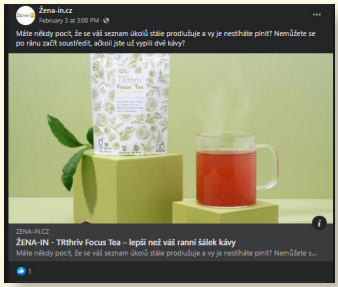 Žena-in.cz
February 3 at 3:00 PM ·
Máte někdy pocit, že se váš seznam úkolů stále prodlužuje a vy je nestíháte plnit? Nemůžete se
po ránu začít soustředit, ačkoli jste už vypili dvě kávy?
TRthriv
Focus Tea
ZENA-IN.CZ
ŽENA-IN - TRthriv Focus Tea – lepší než váš ranní šálek kávy
Máte někdy pocit, že se váš seznam úkolů stále prodlužuje a vy je nestíháte plnit? Nemůžete s...
1